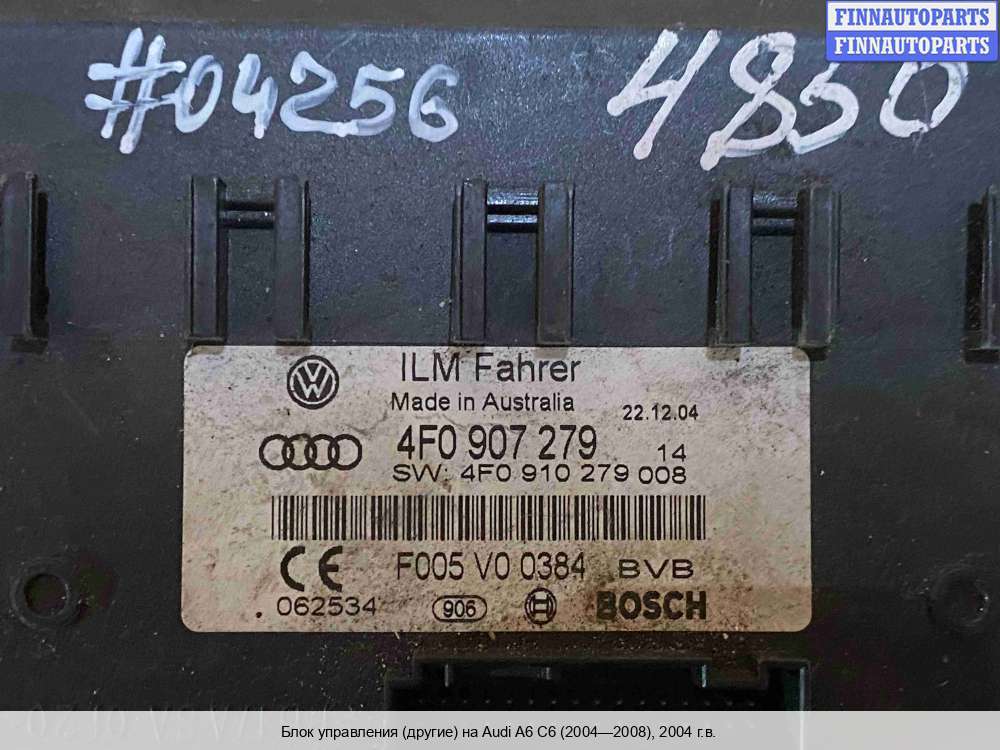 FINNAUTOPARTS
FINNAUTOPARTS
#04256 4850
ILM Fahrer
Made in Australia 22.12.04
4F0 907 279 14
SW: 4F0 910 279 008
CE F005 V0 0384 BVB
. 062534 906 BOSCH
Блок управления (другие) на Audi A6 C6 (2004—2008), 2004 г.в.